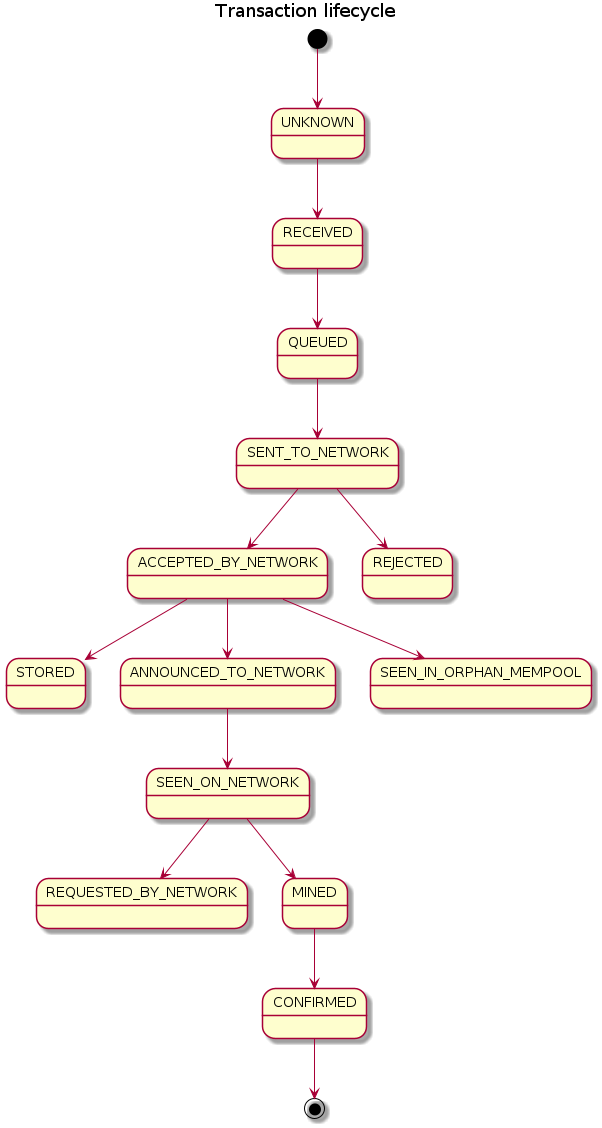 Transaction lifecycle
UNKNOWN
RECEIVED
QUEUED
SENT_TO_NETWORK
ACCEPTED_BY_NETWORK
REJECTED
STORED
ANNOUNCED_TO_NETWORK
SEEN_IN_ORPHAN_MEMPOOL
SEEN_ON_NETWORK
REQUESTED_BY_NETWORK
MINED
CONFIRMED